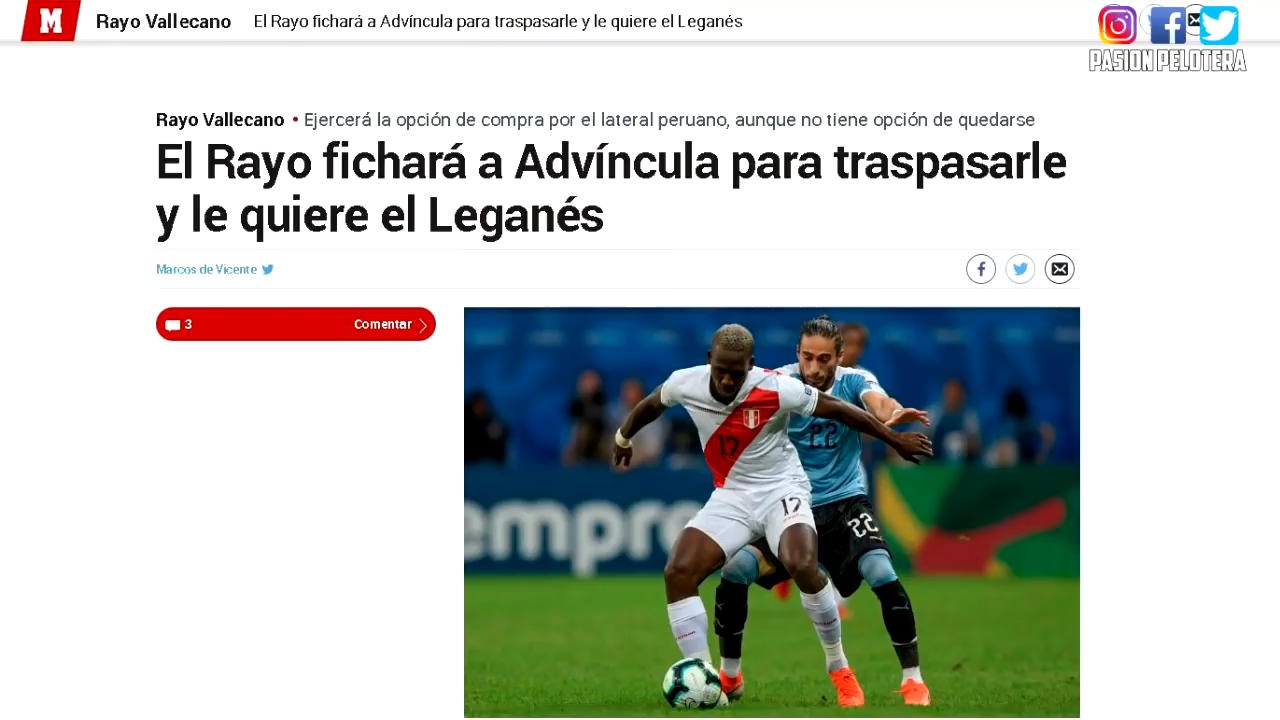 M Rayo Vallecano El Rayo fichará a Advíncula para traspasarle y le quiere el Leganés
PASION PELOTERA
Rayo Vallecano • Ejercerá la opción de compra por el lateral peruano, aunque no tiene opción de quedarse
El Rayo fichará a Advíncula para traspasarle
y le quiere el Leganés
Marcos de Vicente
3 Comentar
17
22
empre
17
22